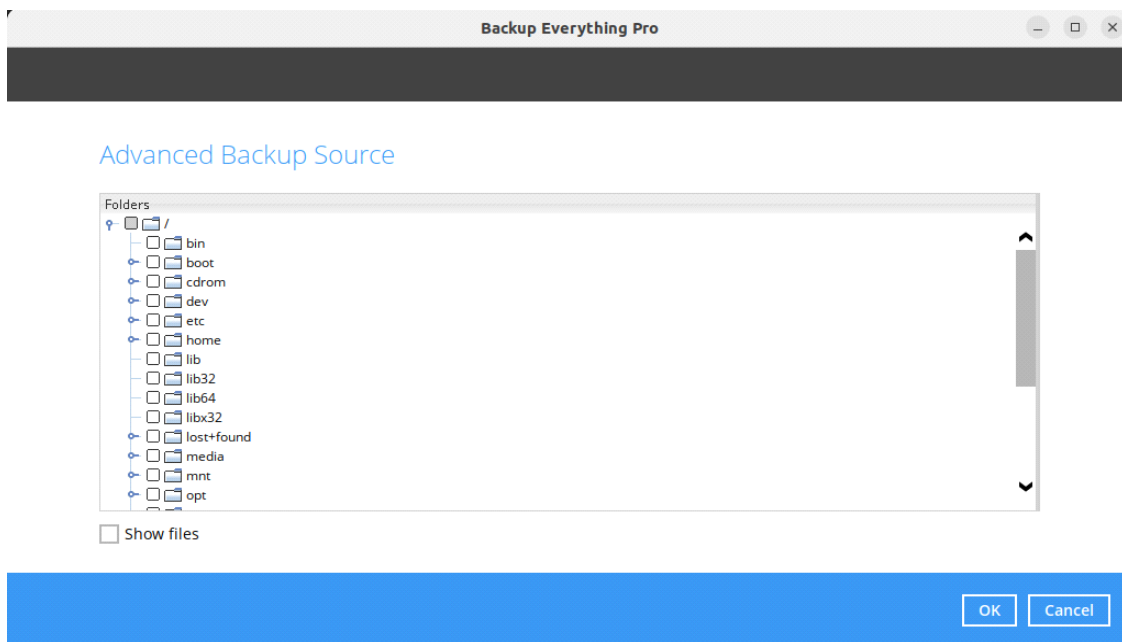 Backup Everything Pro
Advanced Backup Source
Folders
/
bin
boot
cdrom
dev
etc
home
lib
lib32
lib64
libx32
lost+found
media
mnt
opt
Show files
OK
Cancel